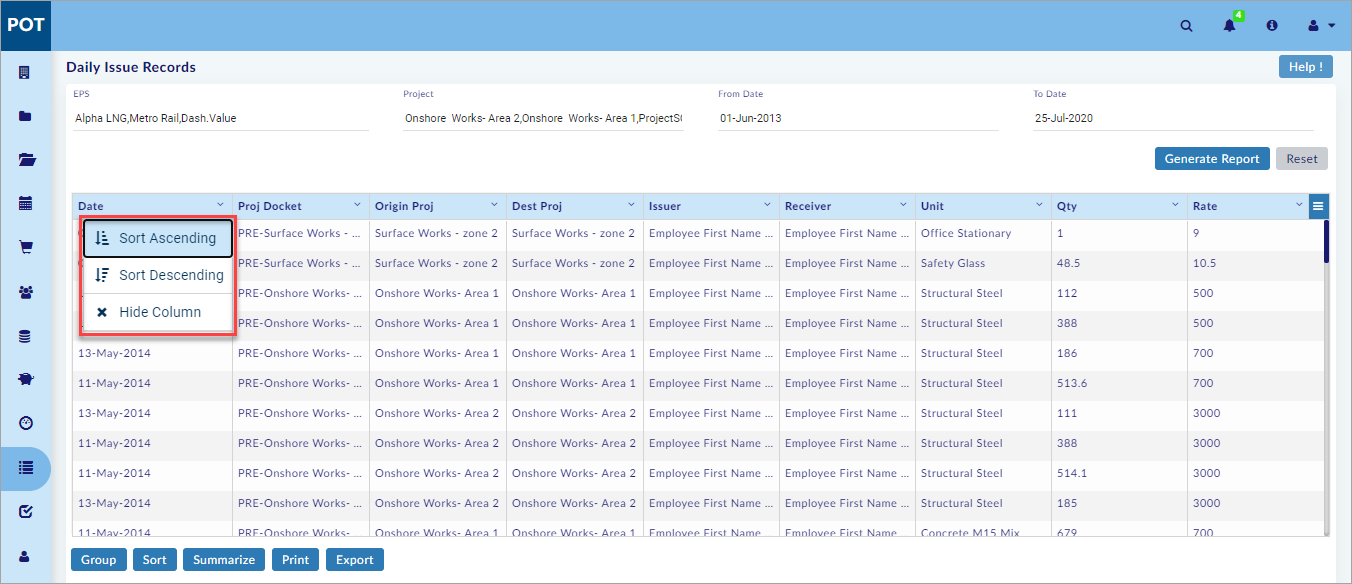 POT
4
Daily Issue Records
Help !
EPS Project From Date To Date
Alpha LNG,Metro Rail,Dash.Value Onshore Works- Area 2,Onshore Works- Area 1,ProjectS 01-Jun-2013 25-Jul-2020
Generate Report Reset
Date Proj Docket Origin Proj Dest Proj Issuer Receiver Unit Qty Rate
Sort Ascending
Sort Descending
Hide Column
PRE-Surface Works - ... Surface Works - zone 2 Surface Works - zone 2 Employee First Name ... Employee First Name ... Office Stationary 1 9
PRE-Surface Works - ... Surface Works - zone 2 Surface Works - zone 2 Employee First Name ... Employee First Name ... Safety Glass 48.5 10.5
PRE-Onshore Works- ... Onshore Works- Area 1 Onshore Works- Area 1 Employee First Name ... Employee First Name ... Structural Steel 112 500
PRE-Onshore Works- ... Onshore Works- Area 1 Onshore Works- Area 1 Employee First Name ... Employee First Name ... Structural Steel 388 500
13-May-2014 PRE-Onshore Works- ... Onshore Works- Area 1 Onshore Works- Area 1 Employee First Name ... Employee First Name ... Structural Steel 186 700
11-May-2014 PRE-Onshore Works- ... Onshore Works- Area 1 Onshore Works- Area 1 Employee First Name ... Employee First Name ... Structural Steel 513.6 700
13-May-2014 PRE-Onshore Works- ... Onshore Works- Area 2 Onshore Works- Area 2 Employee First Name ... Employee First Name ... Structural Steel 111 3000
11-May-2014 PRE-Onshore Works- ... Onshore Works- Area 2 Onshore Works- Area 2 Employee First Name ... Employee First Name ... Structural Steel 388 3000
11-May-2014 PRE-Onshore Works- ... Onshore Works- Area 2 Onshore Works- Area 2 Employee First Name ... Employee First Name ... Structural Steel 514.1 3000
13-May-2014 PRE-Onshore Works- ... Onshore Works- Area 2 Onshore Works- Area 2 Employee First Name ... Employee First Name ... Structural Steel 185 3000
11-May-2014 PRE-Onshore Works- ... Onshore Works- Area 1 Onshore Works- Area 1 Employee First Name ... Employee First Name ... Concrete M15 Mix 679 700
Group Sort Summarize Print Export